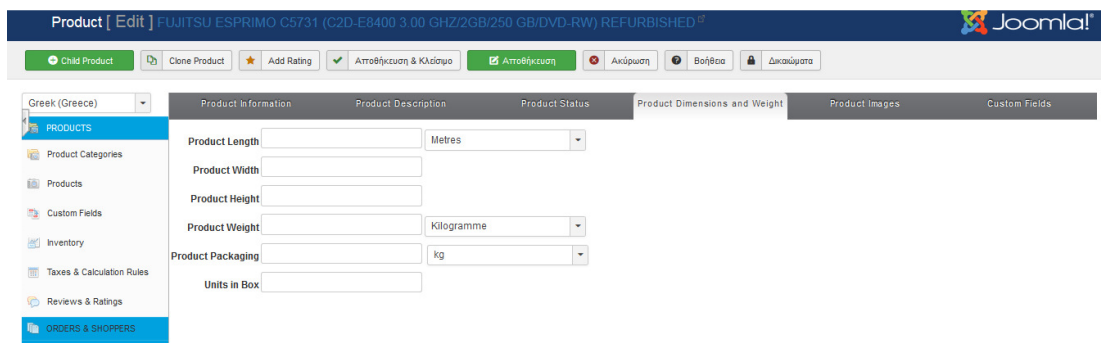 Product [ Edit ] FUJITSU ESPRIMO C5731 (C2D-E8400 3.00 GHZ/2GB/250 GB/DVD-RW) REFURBISHED
Joomla!
Child Product Clone Product Add Rating Αποθήκευση & Κλείσιμο Αποθήκευση Ακύρωση Βοήθεια Δικαιώματα
Greek (Greece) Product Information Product Description Product Status Product Dimensions and Weight Product Images Custom Fields
PRODUCTS
Product Categories
Products
Custom Fields
Inventory
Taxes & Calculation Rules
Reviews & Ratings
ORDERS & SHOPPERS
Product Length Metres
Product Width
Product Height
Product Weight Kilogramme
Product Packaging kg
Units in Box